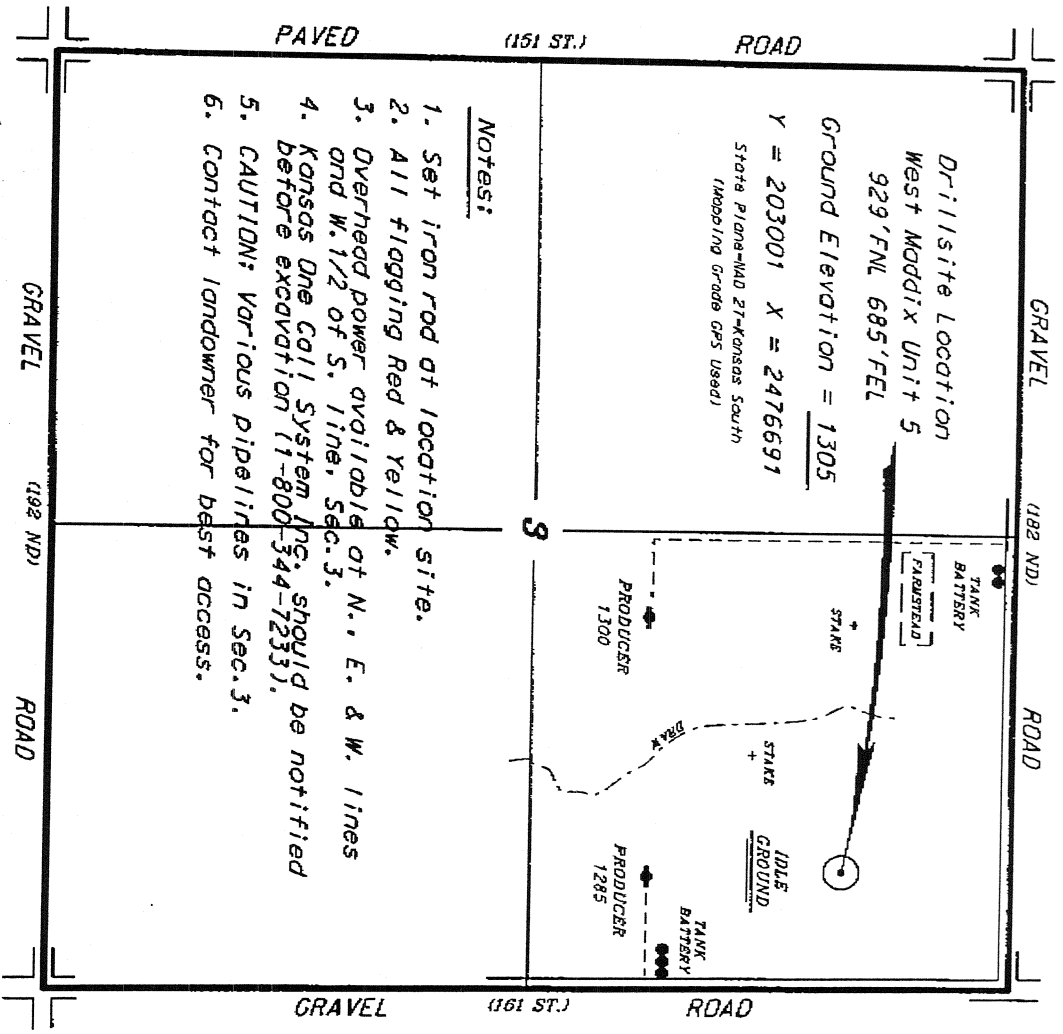 PAVED (151 ST.) ROAD
GRAVEL (182 ND) ROAD
Drillsite Location
West Maddix Unit 5
929'FNL 685'FEL
Ground Elevation = 1305
Y = 203001 X = 2476691
State Plane-NAD 27-Kansas South
(Mapping Grade GPS Used)
TANK
BATTERY
FARMSTEAD
STAKE
PRODUCER
1300
DRAW
STAKE
IDLE
GROUND
TANK
BATTERY
PRODUCER
1285
3
Notes:
1. Set iron rod at location site.
2. All flagging Red & Yellow.
3. Overhead power available at N., E. & W. lines
and W.1/2 of S. line, Sec.3.
4. Kansas One Call System Inc. should be notified
before excavation (1-800-344-7233).
5. CAUTION: Various pipelines in Sec.3.
6. Contact landowner for best access.
GRAVEL (192 ND) ROAD
GRAVEL (161 ST.) ROAD